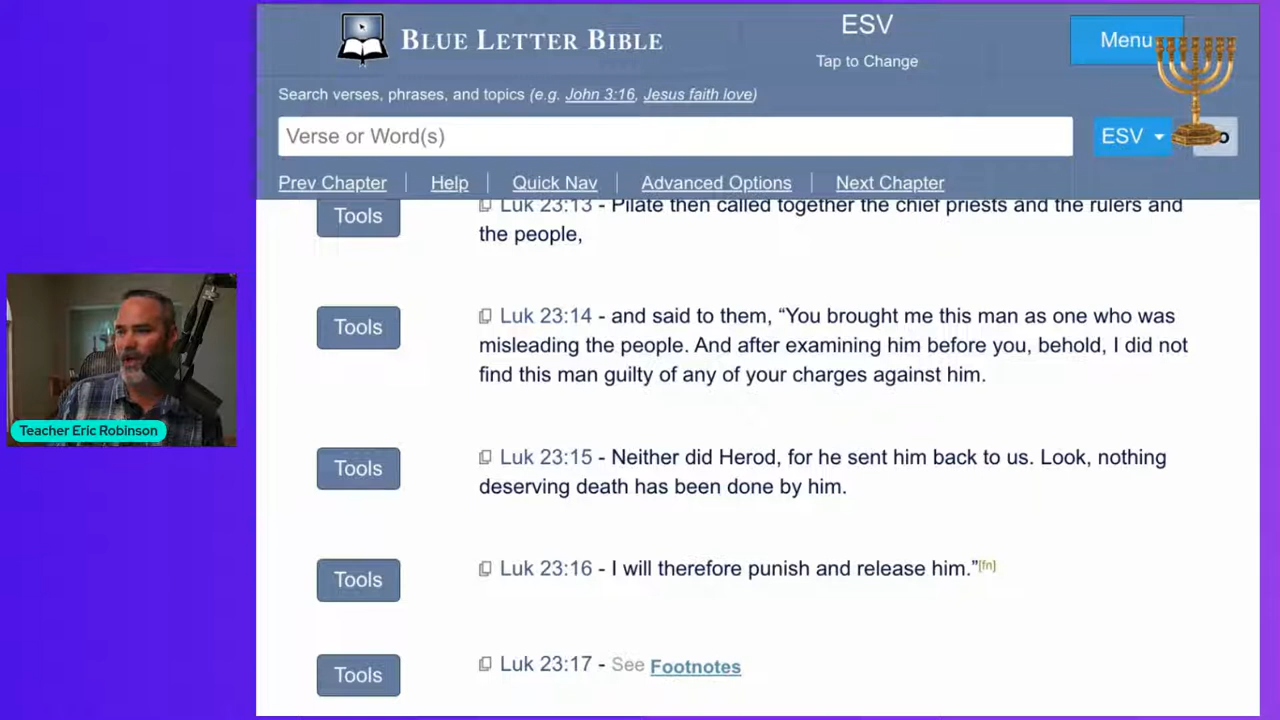 BLUE LETTER BIBLE
ESV
Tap to Change
Menu
Search verses, phrases, and topics (e.g. John 3:16, Jesus faith love)
Verse or Word(s)
ESV
Prev Chapter
Help
Quick Nav
Advanced Options
Next Chapter
Tools
Luk 23:13 - Pilate then called together the chief priests and the rulers and
the people,
Tools
Luk 23:14 - and said to them, “You brought me this man as one who was
misleading the people. And after examining him before you, behold, I did not
find this man guilty of any of your charges against him.
Teacher Eric Robinson
Tools
Luk 23:15 - Neither did Herod, for he sent him back to us. Look, nothing
deserving death has been done by him.
Tools
Luk 23:16 - I will therefore punish and release him.”[fn]
Tools
Luk 23:17 - See Footnotes